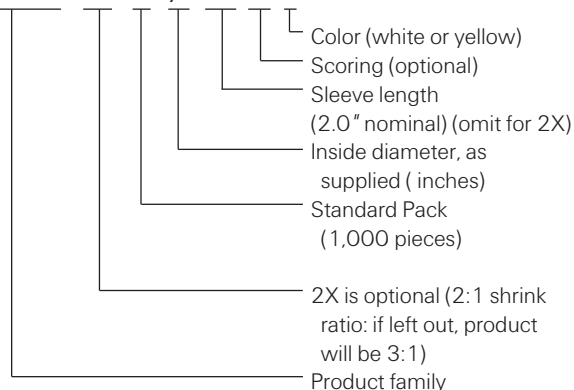 Color (white or yellow)
Scoring (optional)
Sleeve length
(2.0" nominal) (omit for 2X)
Inside diameter, as
supplied ( inches)
Standard Pack
(1,000 pieces)
2X is optional (2:1 shrink
ratio: if left out, product
will be 3:1)
Product family